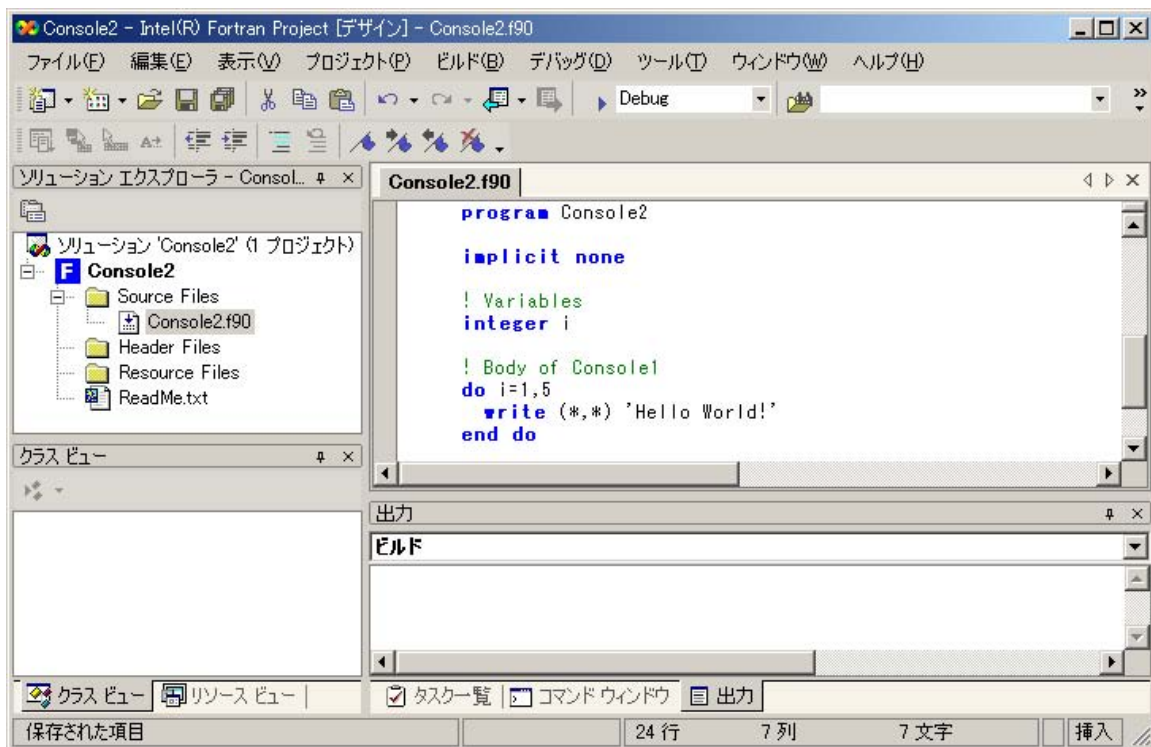 Console2 - Intel(R) Fortran Project [デザイン] - Console2.f90
ファイル(F) 編集(E) 表示(V) プロジェクト(P) ビルド(B) デバッグ(D) ツール(T) ウィンドウ(W) ヘルプ(H)
Debug
ソリューション エクスプローラ - Consol...
ソリューション 'Console2' (1 プロジェクト)
Console2
Source Files
Console2.f90
Header Files
Resource Files
ReadMe.txt
クラス ビュー
クラス ビュー リソース ビュー
Console2.f90
program Console2
implicit none
! Variables
integer i
! Body of Console1
do i=1,5
write (*,*) 'Hello World!'
end do
出力
ビルド
タスク一覧 コマンド ウィンドウ 出力
保存された項目 24 行 7 列 7 文字 挿入